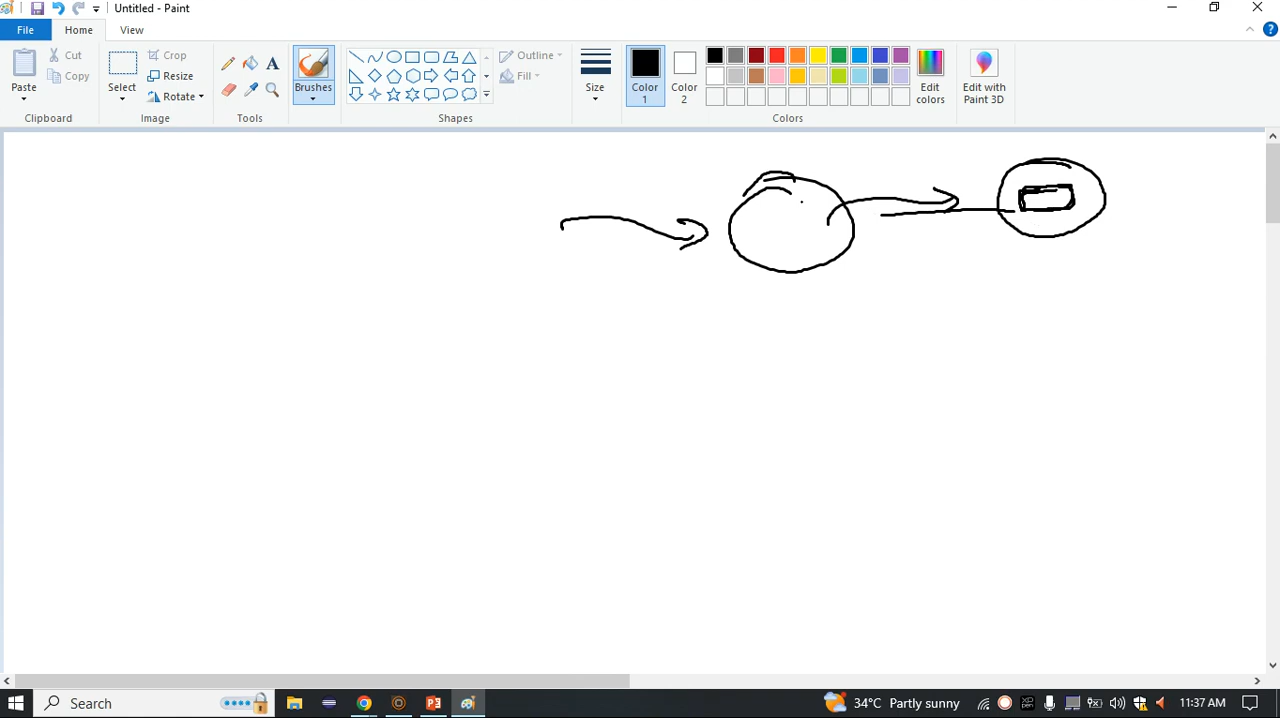 Untitled - Paint
File
Home
View
Paste
Cut
Copy
Clipboard
Select
Crop
Resize
Rotate
Image
Tools
Brushes
Shapes
Outline
Fill
Size
Color 1
Color 2
Edit colors
Colors
Edit with Paint 3D
Search
34°C Partly sunny
11:37 AM